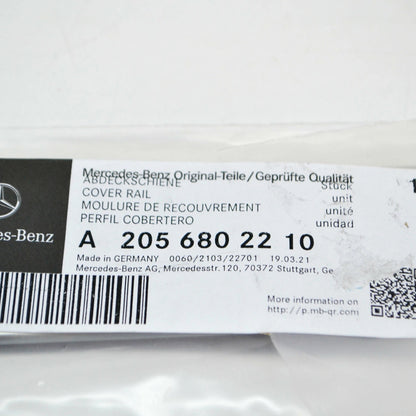 Mercedes-Benz Original-Teile/Geprüfte Qualität
ABDECKSCHIENE Stück 1
COVER RAIL unit
MOULURE DE RECOUVREMENT unité
PERFIL COBERTERO unidad
des-Benz
A 205 680 22 10
Made in GERMANY 0060/2103/22701 19.03.21
Mercedes-Benz AG, Mercedesstr. 120, 70372 Stuttgart, Ge
More information on
http://p.mb-qr.com/